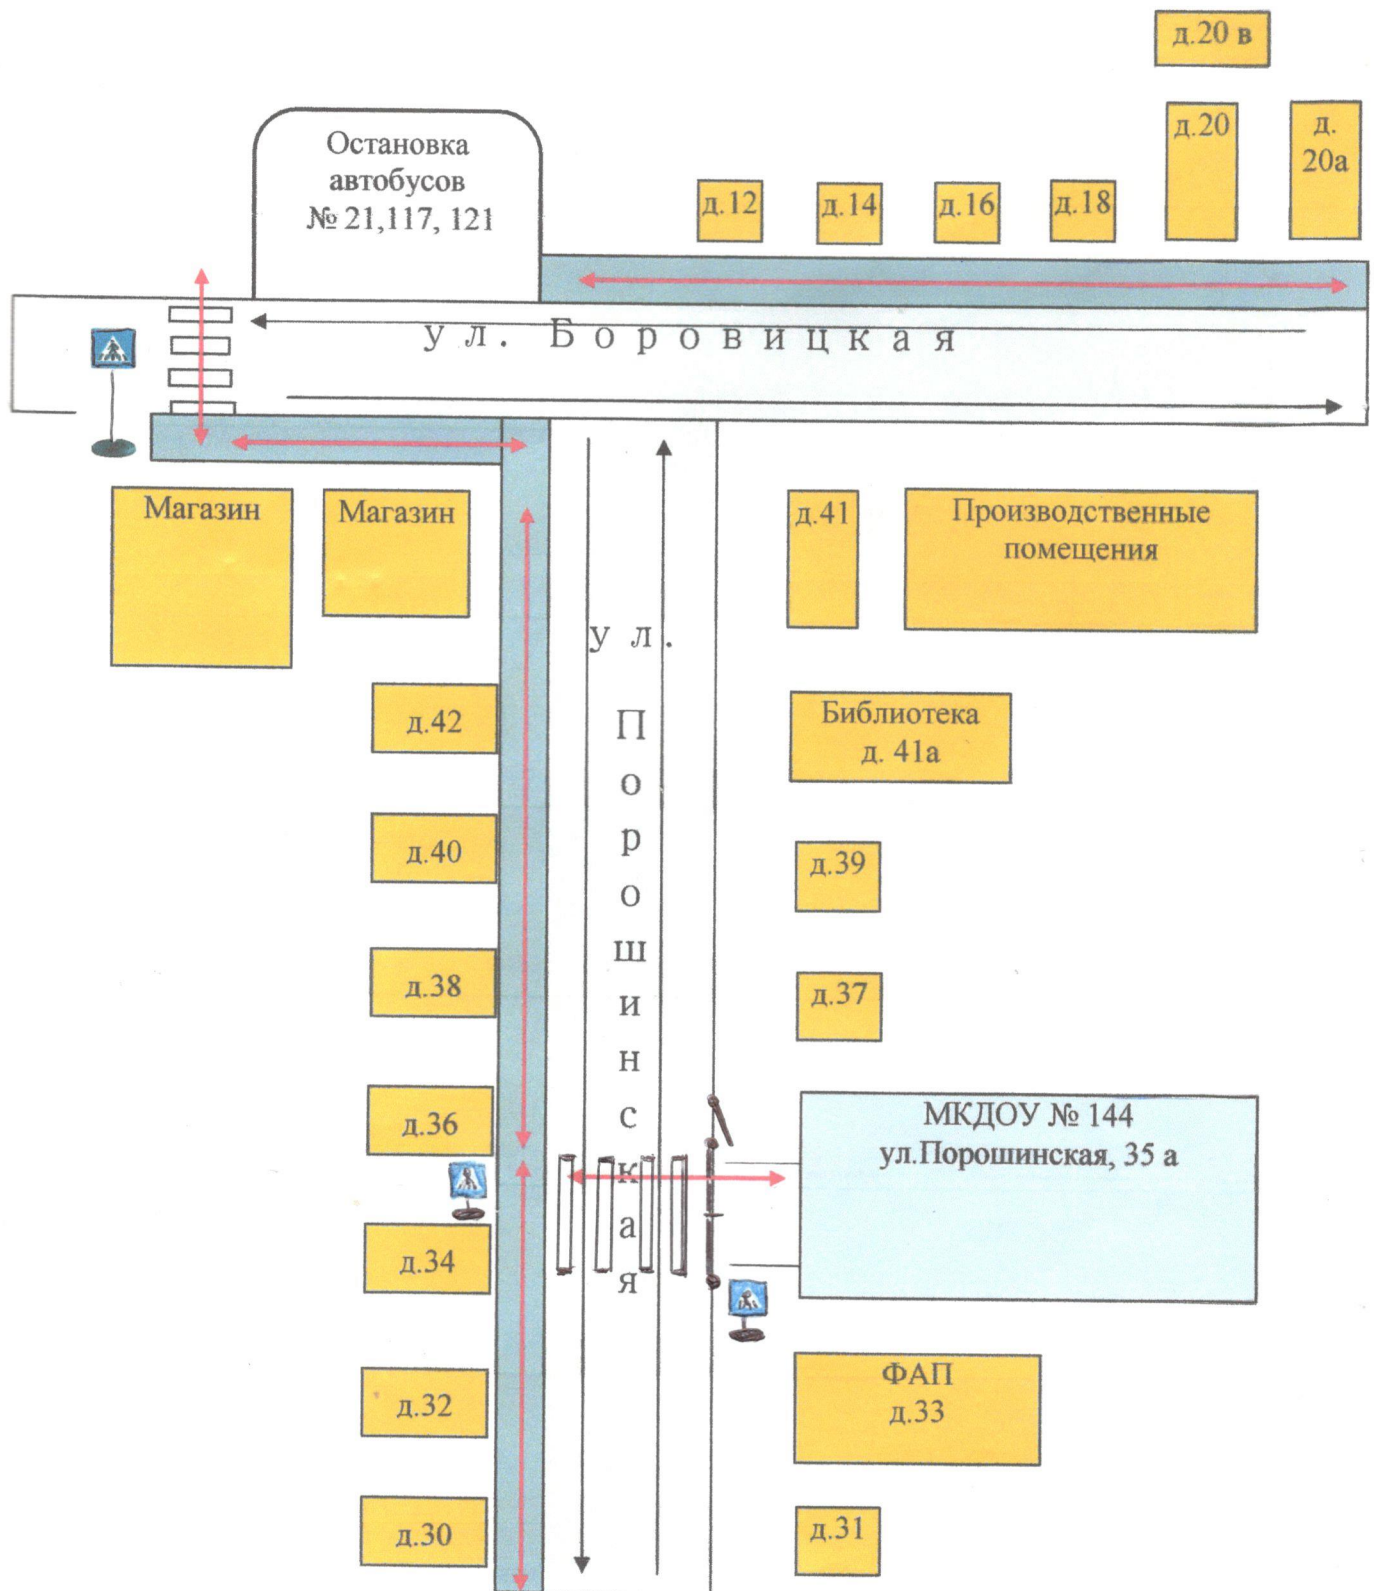 д.20 в
Остановка
автобусов
№ 21,117, 121
д.12
д.14
д.16
д.18
д.20
д.
20а
ул. Боровицкая
Магазин
Магазин
д.41
Производственные
помещения
ул.
Порошинская
д.42
Библиотека
д. 41а
д.40
д.39
д.38
д.37
д.36
МКДОУ № 144
ул.Порошинская, 35 а
д.34
д.32
ФАП
д.33
д.30
д.31